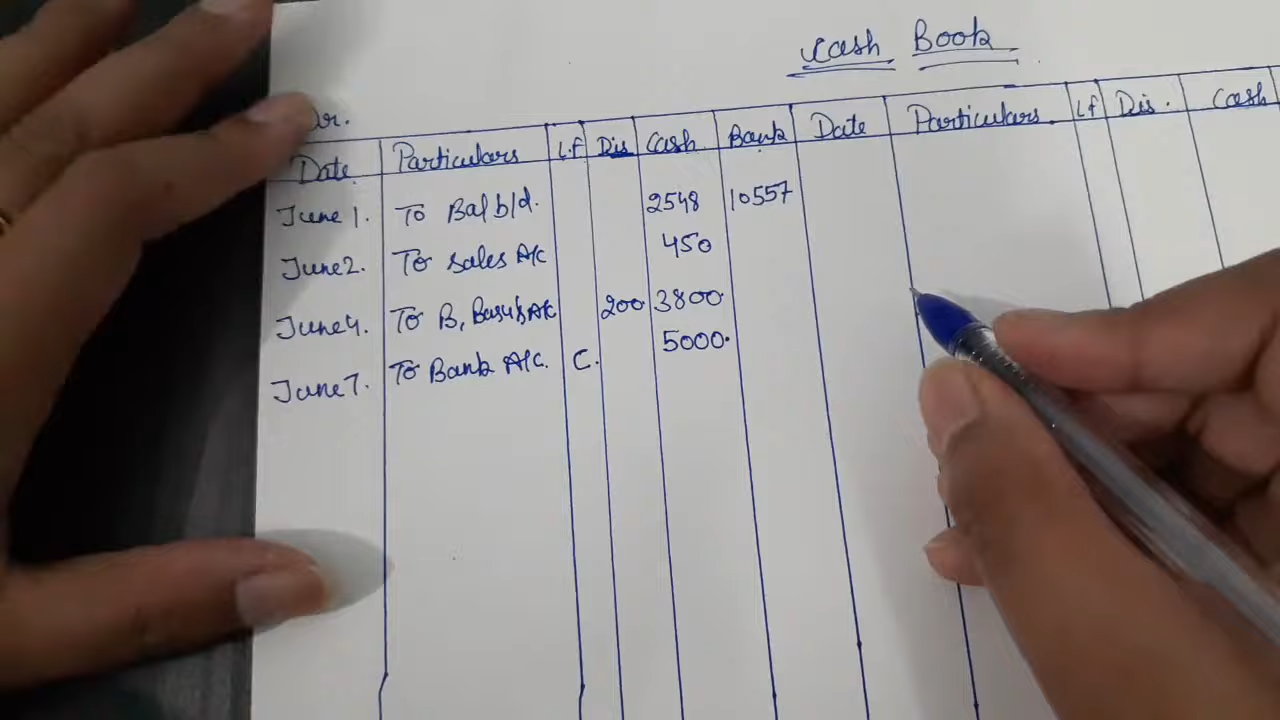 Cash Book
Dr.
Date Particulars L.F Dis Cash Bank Date Particulars L.F Dis. Cash
June 1. To Bal b/d. 2548 10557
June 2. To sales A/c 450
June 4. To B, A/c 200 3800
June 7. To Bank A/c. C. 5000